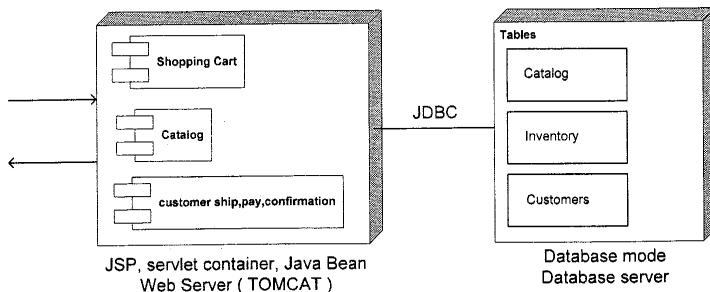 Shopping Cart
Catalog
customer ship,pay,confirmation
JSP, servlet container, Java Bean
Web Server ( TOMCAT )
JDBC
Tables
Catalog
Inventory
Customers
Database mode
Database server